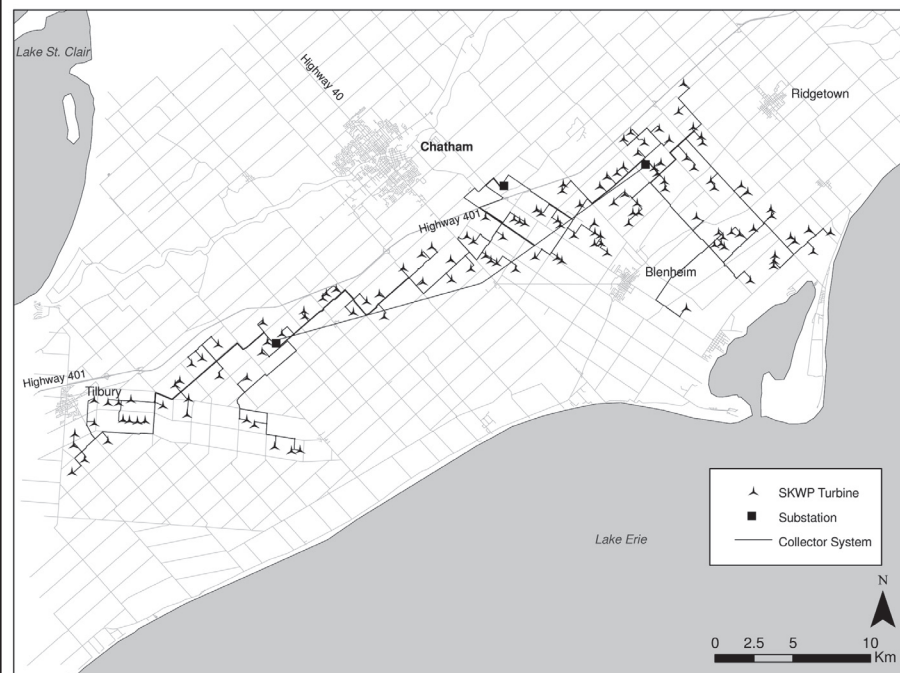 Lake St. Clair
Highway 40
Ridgetown
Chatham
Highway 401
Blenheim
Highway 401
Tilbury
SKWP Turbine
Substation
Collector System
Lake Erie
N
0 2.5 5 10
Km